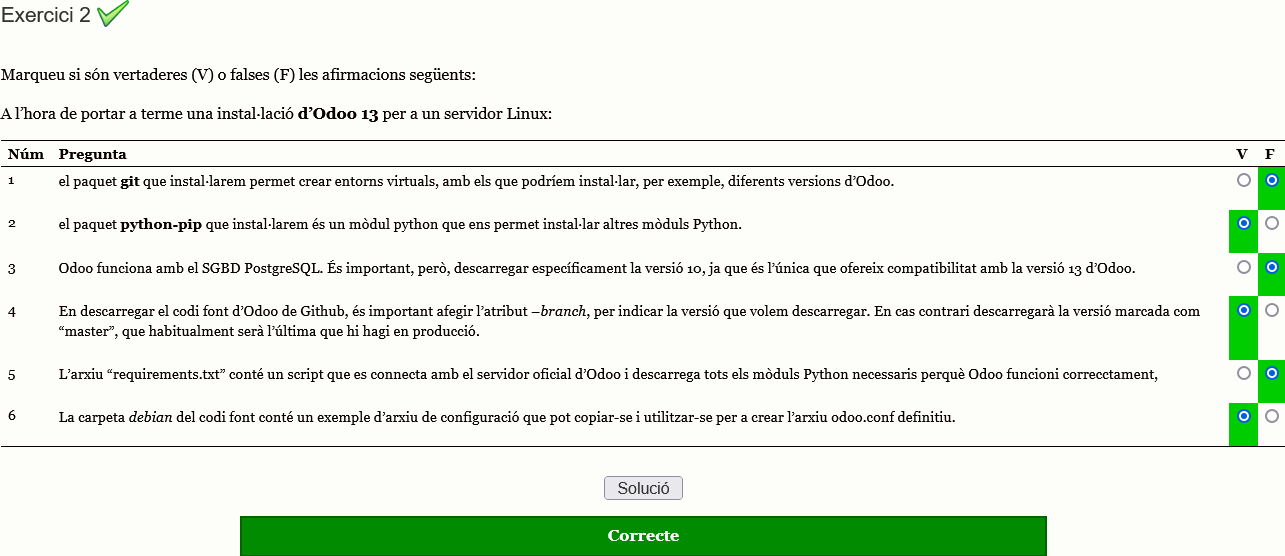 Exercici 2
Marqueu si són vertaderes (V) o falses (F) les afirmacions següents:
A l’hora de portar a terme una instal·lació d’Odoo 13 per a un servidor Linux:
Núm Pregunta V F
1 el paquet git que instal·larem permet crear entorns virtuals, amb els que podríem instal·lar, per exemple, diferents versions d’Odoo.
2 el paquet python-pip que instal·larem és un mòdul python que ens permet instal·lar altres mòduls Python.
3 Odoo funciona amb el SGBD PostgreSQL. És important, però, descarregar específicament la versió 10, ja que és l’única que ofereix compatibilitat amb la versió 13 d’Odoo.
4 En descarregar el codi font d’Odoo de Github, és important afegir l’atribut –branch, per indicar la versió que volem descarregar. En cas contrari descarregarà la versió marcada com
“master”, que habitualment serà l’última que hi hagi en producció.
5 L’arxiu “requirements.txt” conté un script que es connecta amb el servidor oficial d’Odoo i descarrega tots els mòduls Python necessaris perquè Odoo funcioni correcctament,
6 La carpeta debian del codi font conté un exemple d’arxiu de configuració que pot copiar-se i utilitzar-se per a crear l’arxiu odoo.conf definitiu.
Solució
Correcte